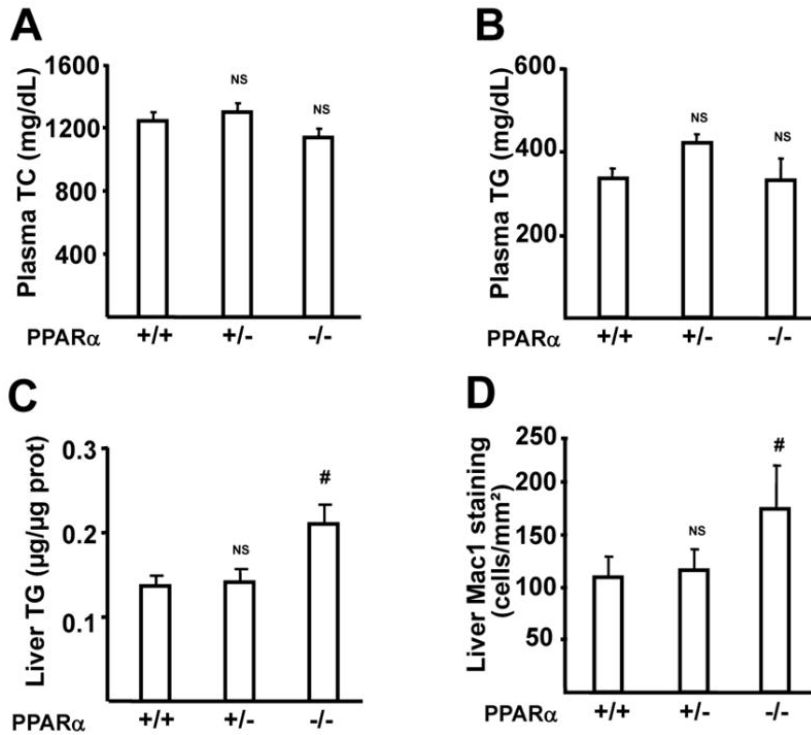 A
Plasma TC (mg/dL)
1600
1200
800
400
NS
NS
PPARα +/+ +/- -/-
B
Plasma TG (mg/dL)
600
400
200
NS
NS
PPARα +/+ +/- -/-
C
Liver TG (μg/μg prot)
0.3
0.2
0.1
NS
#
PPARα +/+ +/- -/-
D
Liver Mac1 staining
(cells/mm²)
250
200
150
100
50
NS
#
PPARα +/+ +/- -/-